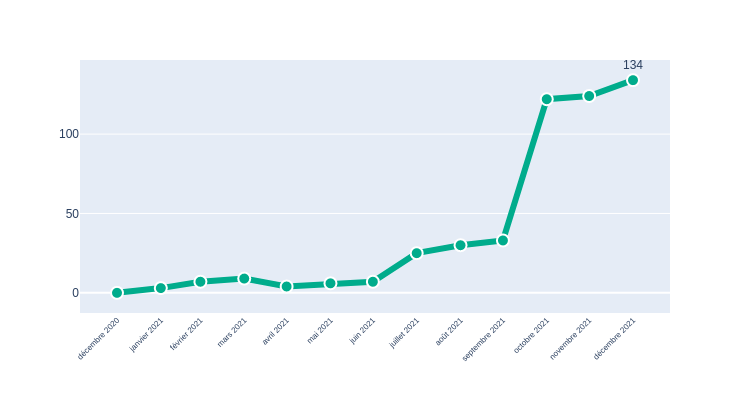 134
100
50
0
décembre 2020
janvier 2021
février 2021
mars 2021
avril 2021
mai 2021
juin 2021
juillet 2021
août 2021
septembre 2021
octobre 2021
novembre 2021
décembre 2021